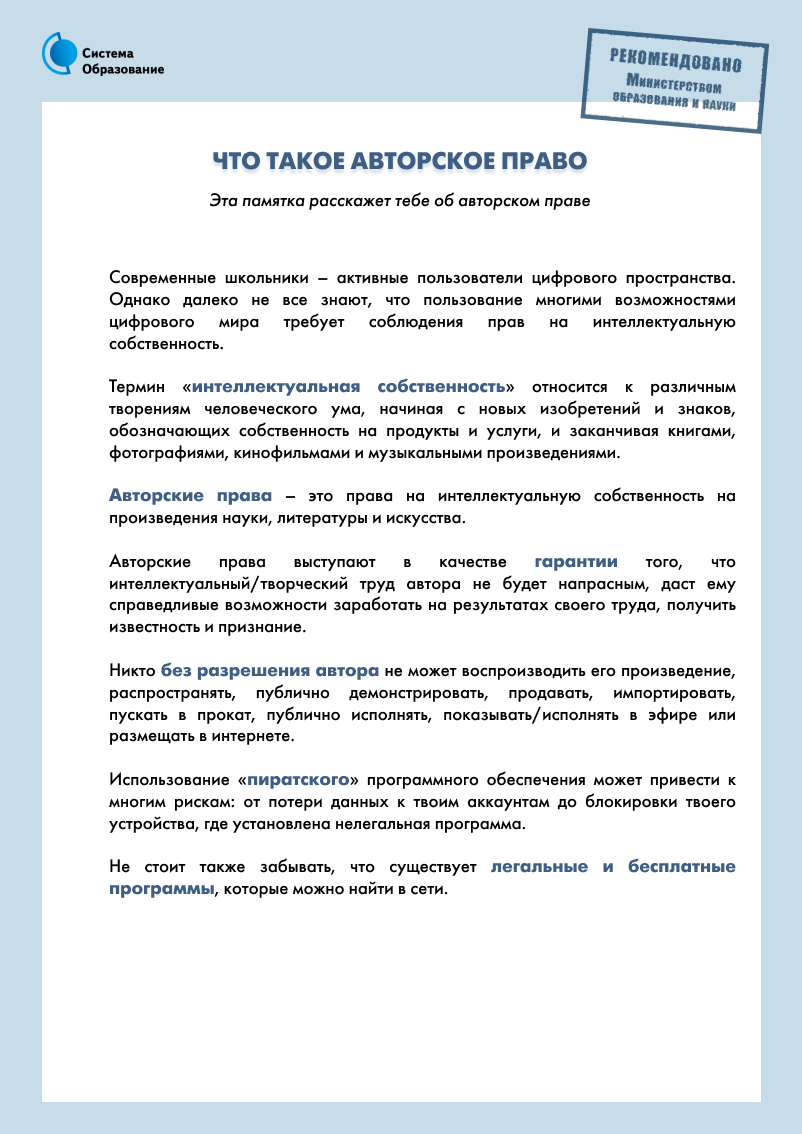 Система
Образование
РЕКОМЕНДОВАНО
Министерством
образования и науки
ЧТО ТАКОЕ АВТОРСКОЕ ПРАВО
Эта памятка расскажет тебе об авторском праве
Современные школьники – активные пользователи цифрового пространства.
Однако далеко не все знают, что пользование многими возможностями
цифрового мира требует соблюдения прав на интеллектуальную
собственность.
Термин «интеллектуальная собственность» относится к различным
творениям человеческого ума, начиная с новых изобретений и знаков,
обозначающих собственность на продукты и услуги, и заканчивая книгами,
фотографиями, кинофильмами и музыкальными произведениями.
Авторские права – это права на интеллектуальную собственность на
произведения науки, литературы и искусства.
Авторские права выступают в качестве гарантии того, что
интеллектуальный/творческий труд автора не будет напрасным, даст ему
справедливые возможности заработать на результатах своего труда, получить
известность и признание.
Никто без разрешения автора не может воспроизводить его произведение,
распространять, публично демонстрировать, продавать, импортировать,
пускать в прокат, публично исполнять, показывать/исполнять в эфире или
размещать в интернете.
Использование «пиратского» программного обеспечения может привести к
многим рискам: от потери данных к твоим аккаунтам до блокировки твоего
устройства, где установлена нелегальная программа.
Не стоит также забывать, что существует легальные и бесплатные
программы, которые можно найти в сети.